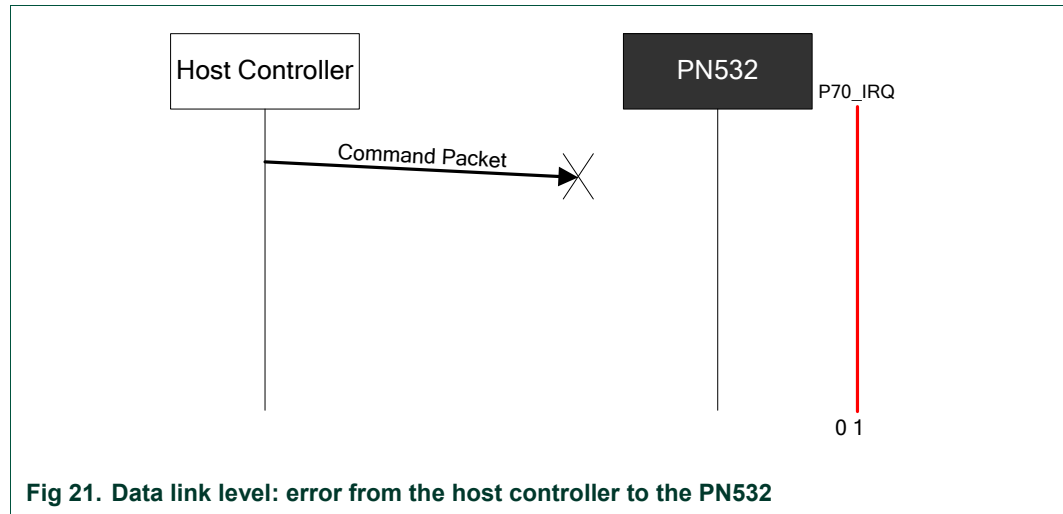 Host Controller
PN532
P70_IRQ
Command Packet
0 1
Fig 21. Data link level: error from the host controller to the PN532